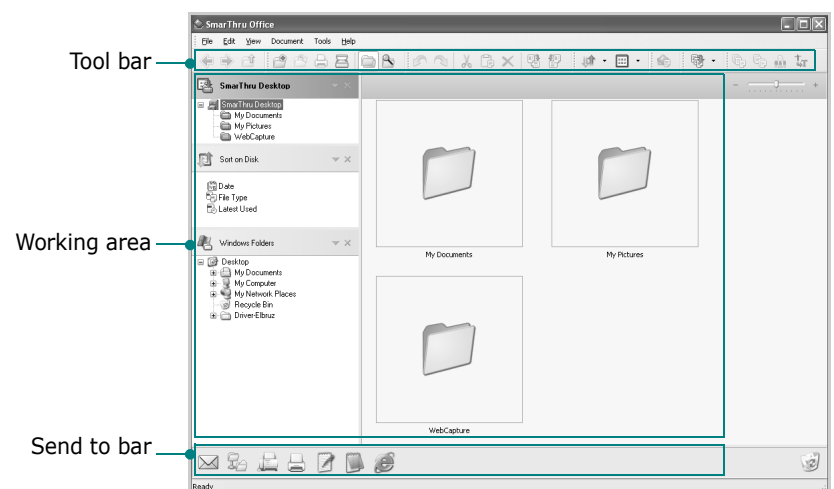 SmarThru Office
File Edit View Document Tools Help
Tool bar
SmarThru Desktop
SmarThru Desktop
My Documents
My Pictures
WebCapture
Sort on Disk
Date
File Type
Latest Used
Working area
Windows Folders
Desktop
My Documents
My Computer
My Network Places
Recycle Bin
Driver-Elbruz
My Documents
My Pictures
WebCapture
Send to bar
Ready